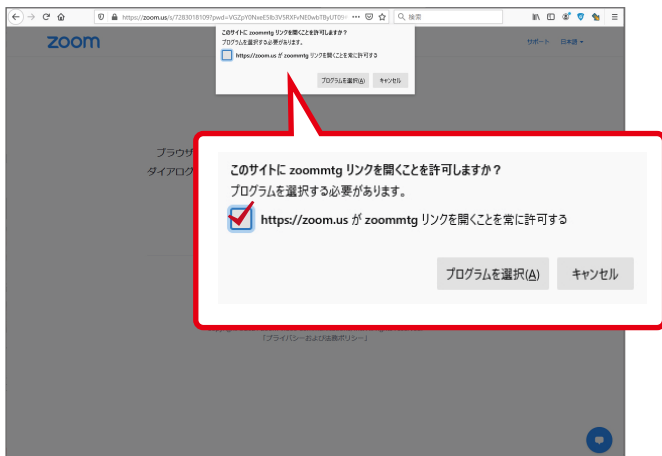 https://zoom.us/s/7283018109?pwd=
検索
zoom
サポート 日本語
このサイトに zoommtg リンクを開くことを許可しますか？
プログラムを選択する必要があります。
https://zoom.us が zoommtg リンクを開くことを常に許可する
プログラムを選択(A) キャンセル
ブラウザ
ダイアログ
このサイトに zoommtg リンクを開くことを許可しますか？
プログラムを選択する必要があります。
https://zoom.us が zoommtg リンクを開くことを常に許可する
プログラムを選択(A) キャンセル
「プライバシーおよび法務ポリシー」